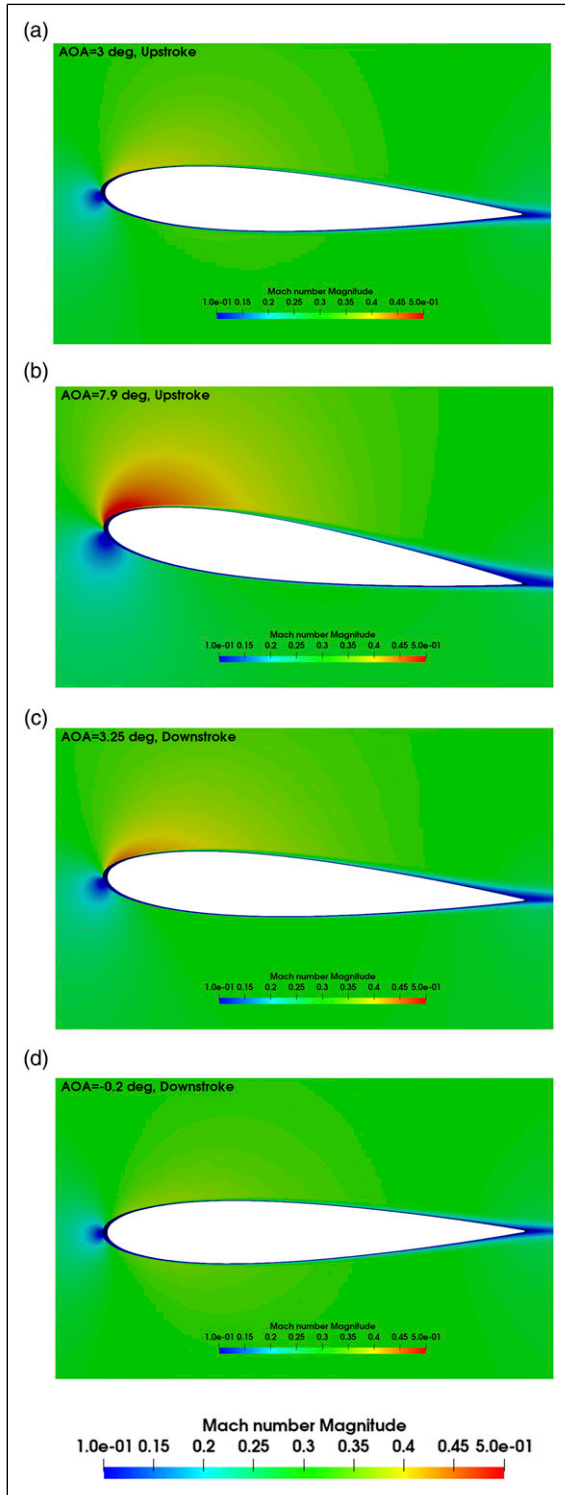 (a)
AOA=3 deg, Upstroke
Mach number Magnitude
1.0e-01 0.15 0.2 0.25 0.3 0.35 0.4 0.45 5.0e-01
(b)
AOA=7.9 deg, Upstroke
Mach number Magnitude
1.0e-01 0.15 0.2 0.25 0.3 0.35 0.4 0.45 5.0e-01
(c)
AOA=3.25 deg, Downstroke
Mach number Magnitude
1.0e-01 0.15 0.2 0.25 0.3 0.35 0.4 0.45 5.0e-01
(d)
AOA=-0.2 deg, Downstroke
Mach number Magnitude
1.0e-01 0.15 0.2 0.25 0.3 0.35 0.4 0.45 5.0e-01
Mach number Magnitude
1.0e-01 0.15 0.2 0.25 0.3 0.35 0.4 0.45 5.0e-01